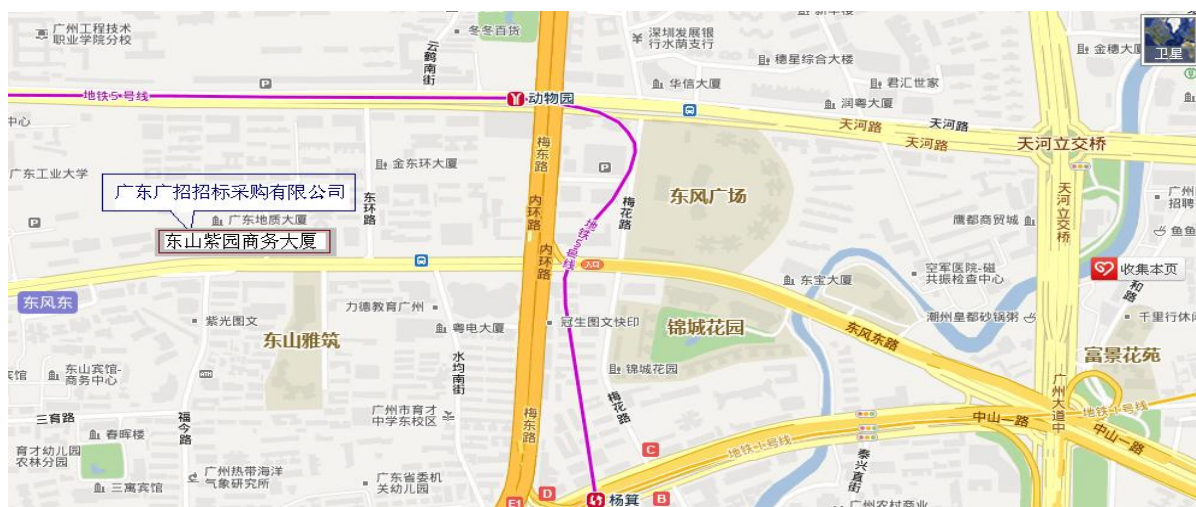 广州工程技术
职业学院分校
云鹤南街
冬冬百货
深圳发展银
行水荫支行
穗星综合大楼
金穗大厦
卫星
华信大厦
君汇世家
润粤大厦
地铁5号线
动物园
天河路
天河路
天河路
天河立交桥
中心
广东工业大学
金东环大厦
梅东路
东风广场
天河立交桥
广州
招聘
广东广招招标采购有限公司
东环路
内环路
梅花路
广东地质大厦
鹰都商贸城
鱼鱼
东山紫园商务大厦
地铁5号线
内环路
入口
东宝大厦
空军医院-磁
共振检查中心
收集本页
和路
东风东
力德教育广州
紫光图文
东山雅筑
粤电大厦
冠生图文快印
锦城花园
东风东路
潮州皇都砂锅粥
千里行休闲
富景花苑
宾馆
东山宾馆-
商务中心
水均南街
锦城花园
梅花路
广州大道中
三育路
福今路
广州市育才
中学东校区
梅东路
中山一路
地铁1号线
中山一路
春晖楼
育才幼儿园
农林分园
广州热带海洋
气象研究所
广东省委机
关幼儿园
C
地铁1号线
泰兴直街
三寓宾馆
E1
D
杨箕
B
广州农村商业